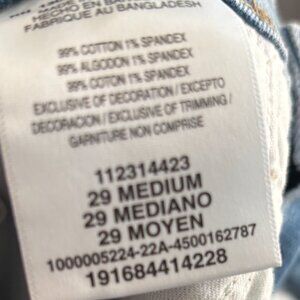 HECHO EN BANGLADESH
FABRIQUE AU BANGLADESH
99% COTTON 1% SPANDEX
99% ALGODON 1% SPANDEX
99% COTON 1% SPANDEX
EXCLUSIVE OF DECORATION / EXCEPTO
DECORACION / EXCLUSIVE OF TRIMMING /
GARNITURE NON COMPRISE
112314423
29 MEDIUM
29 MEDIANO
29 MOYEN
1000005224-22A-4500162787
191684414228